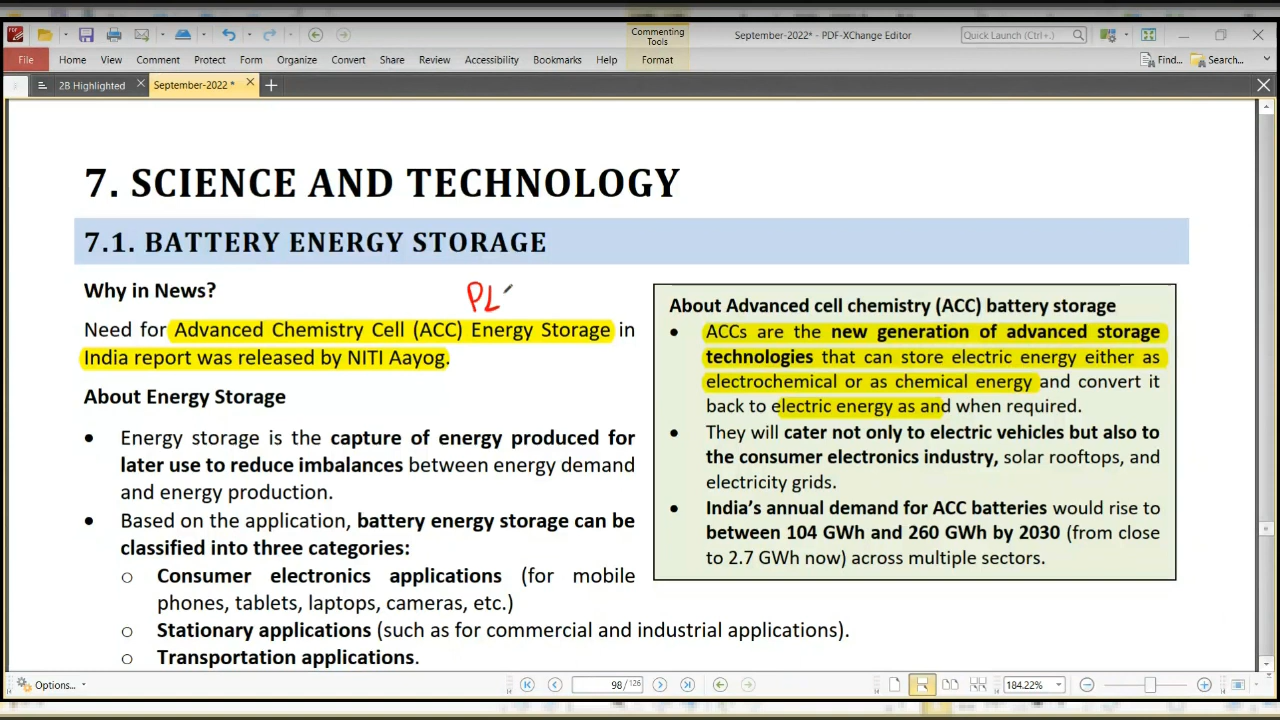 Commenting
Tools
September-2022* - PDF-XChange Editor
Quick Launch (Ctrl+.)
File Home View Comment Protect Form Organize Convert Share Review Accessibility Bookmarks Help Format
Find... Search...
2B Highlighted September-2022 *
7. SCIENCE AND TECHNOLOGY
7.1. BATTERY ENERGY STORAGE
Why in News?
PL
Need for Advanced Chemistry Cell (ACC) Energy Storage in
India report was released by NITI Aayog.
About Energy Storage
• Energy storage is the capture of energy produced for
later use to reduce imbalances between energy demand
and energy production.
• Based on the application, battery energy storage can be
classified into three categories:
o Consumer electronics applications (for mobile
phones, tablets, laptops, cameras, etc.)
o Stationary applications (such as for commercial and industrial applications).
o Transportation applications.
About Advanced cell chemistry (ACC) battery storage
• ACCs are the new generation of advanced storage
technologies that can store electric energy either as
electrochemical or as chemical energy and convert it
back to electric energy as and when required.
• They will cater not only to electric vehicles but also to
the consumer electronics industry, solar rooftops, and
electricity grids.
• India's annual demand for ACC batteries would rise to
between 104 GWh and 260 GWh by 2030 (from close
to 2.7 GWh now) across multiple sectors.
Options... 98/126 184.22%